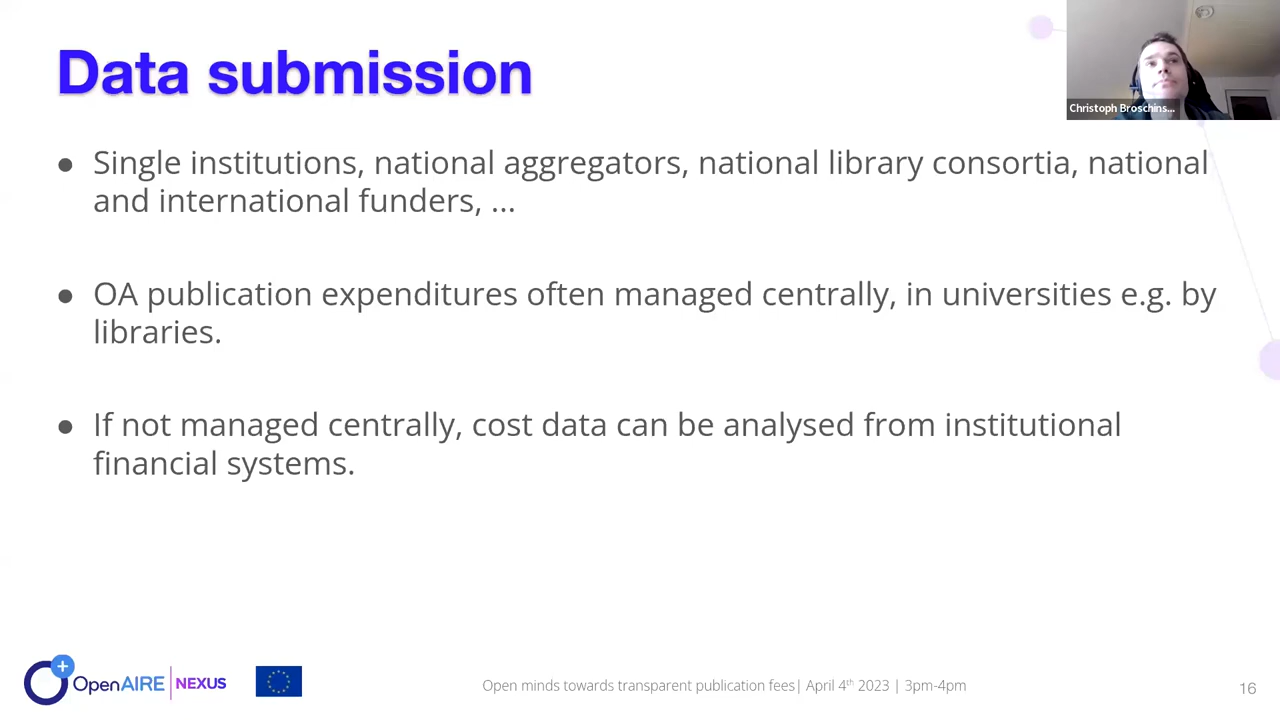 Data submission
Christoph Broschins...
● Single institutions, national aggregators, national library consortia, national
and international funders, ...
● OA publication expenditures often managed centrally, in universities e.g. by
libraries.
● If not managed centrally, cost data can be analysed from institutional
financial systems.
OpenAIRE | NEXUS
Open minds towards transparent publication fees| April 4th 2023 | 3pm-4pm
16